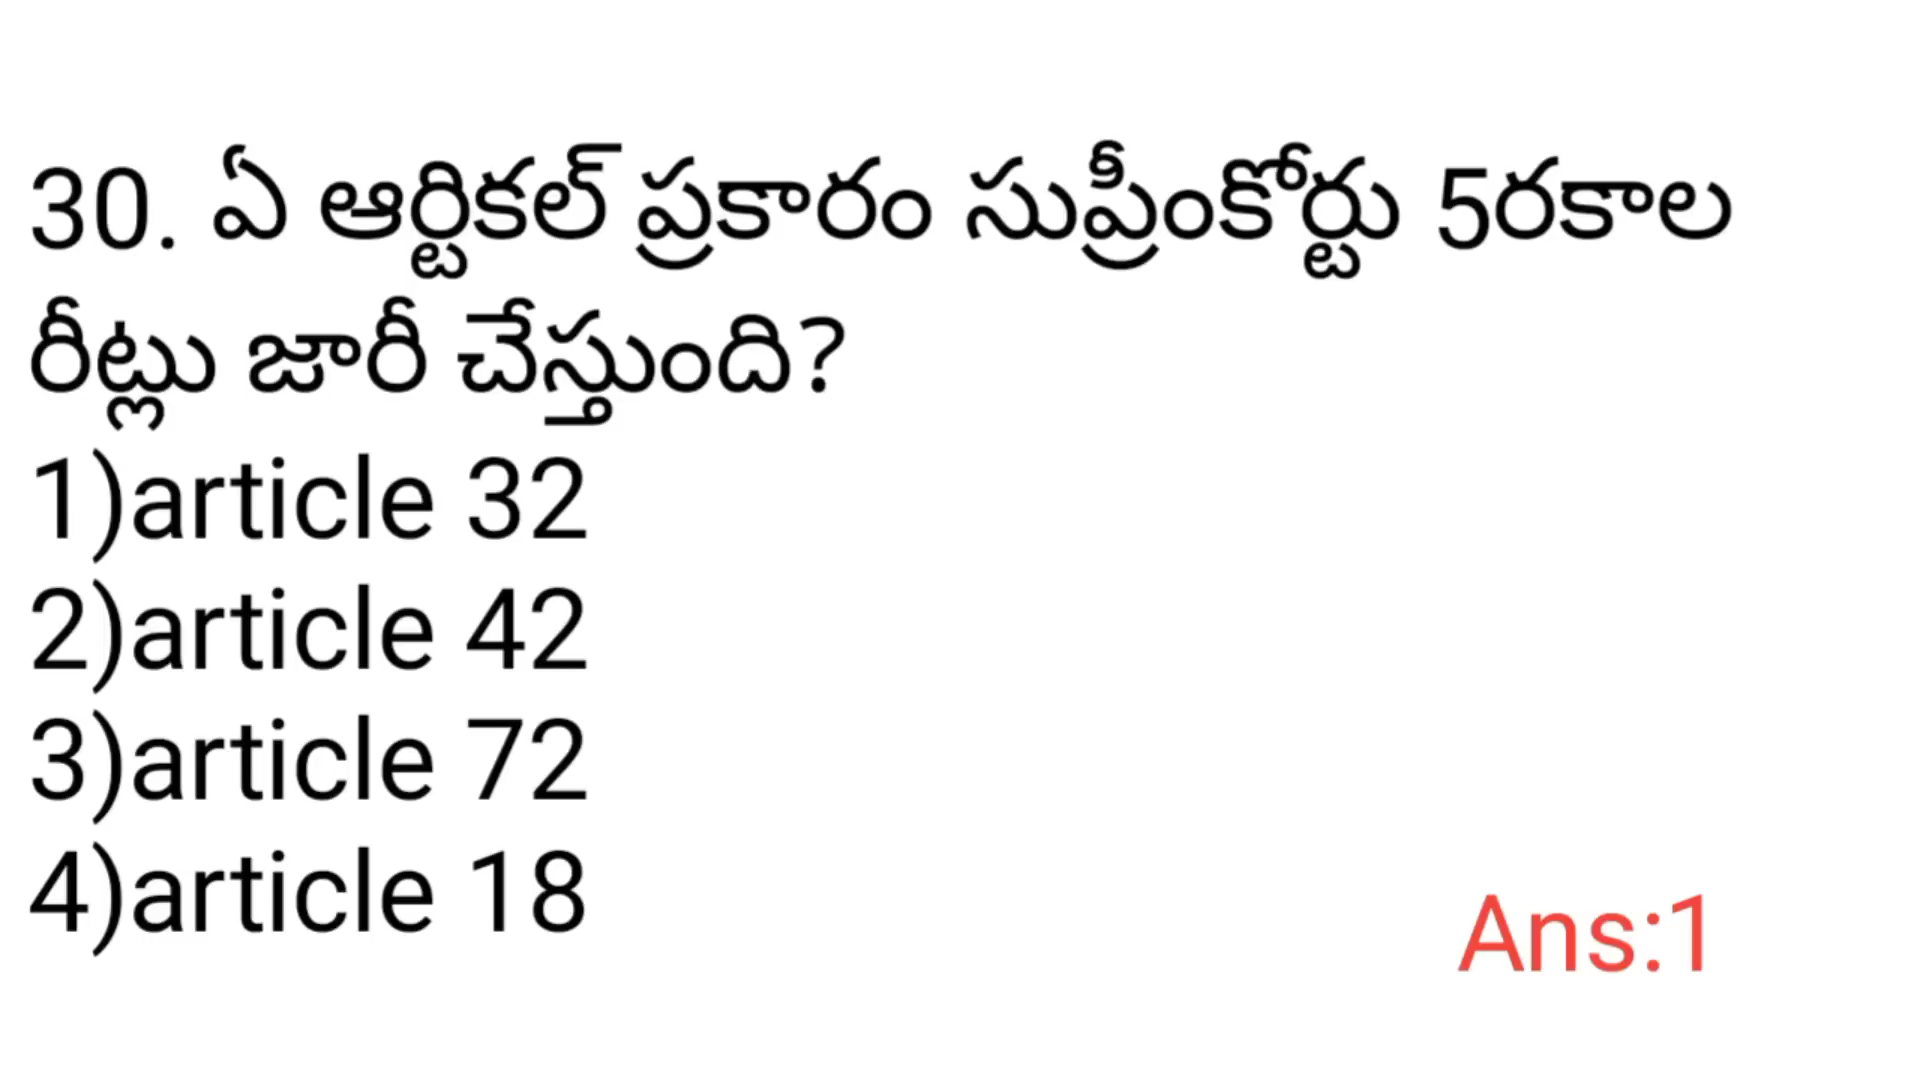 30. ఏ ఆర్టికల్ ప్రకారం సుప్రీంకోర్టు 5రకాల
రీట్లు జారీ చేస్తుంది?
1)article 32
2)article 42
3)article 72
4)article 18
Ans:1